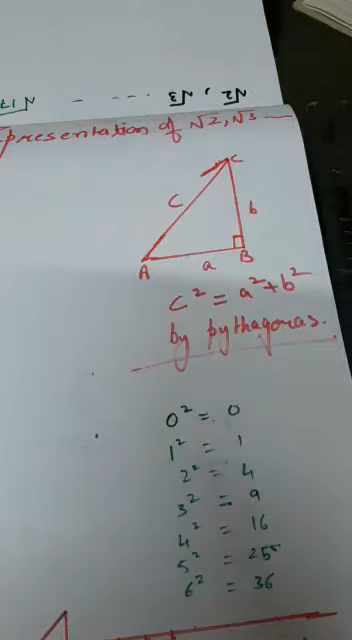 √2, √3 ---- √17
presentation of √2, √3 —
C
c
b
A
a
B
c² = a² + b²
by pythagoras.
0² = 0
1² = 1
2² = 4
3² = 9
4² = 16
5² = 25
6² = 36